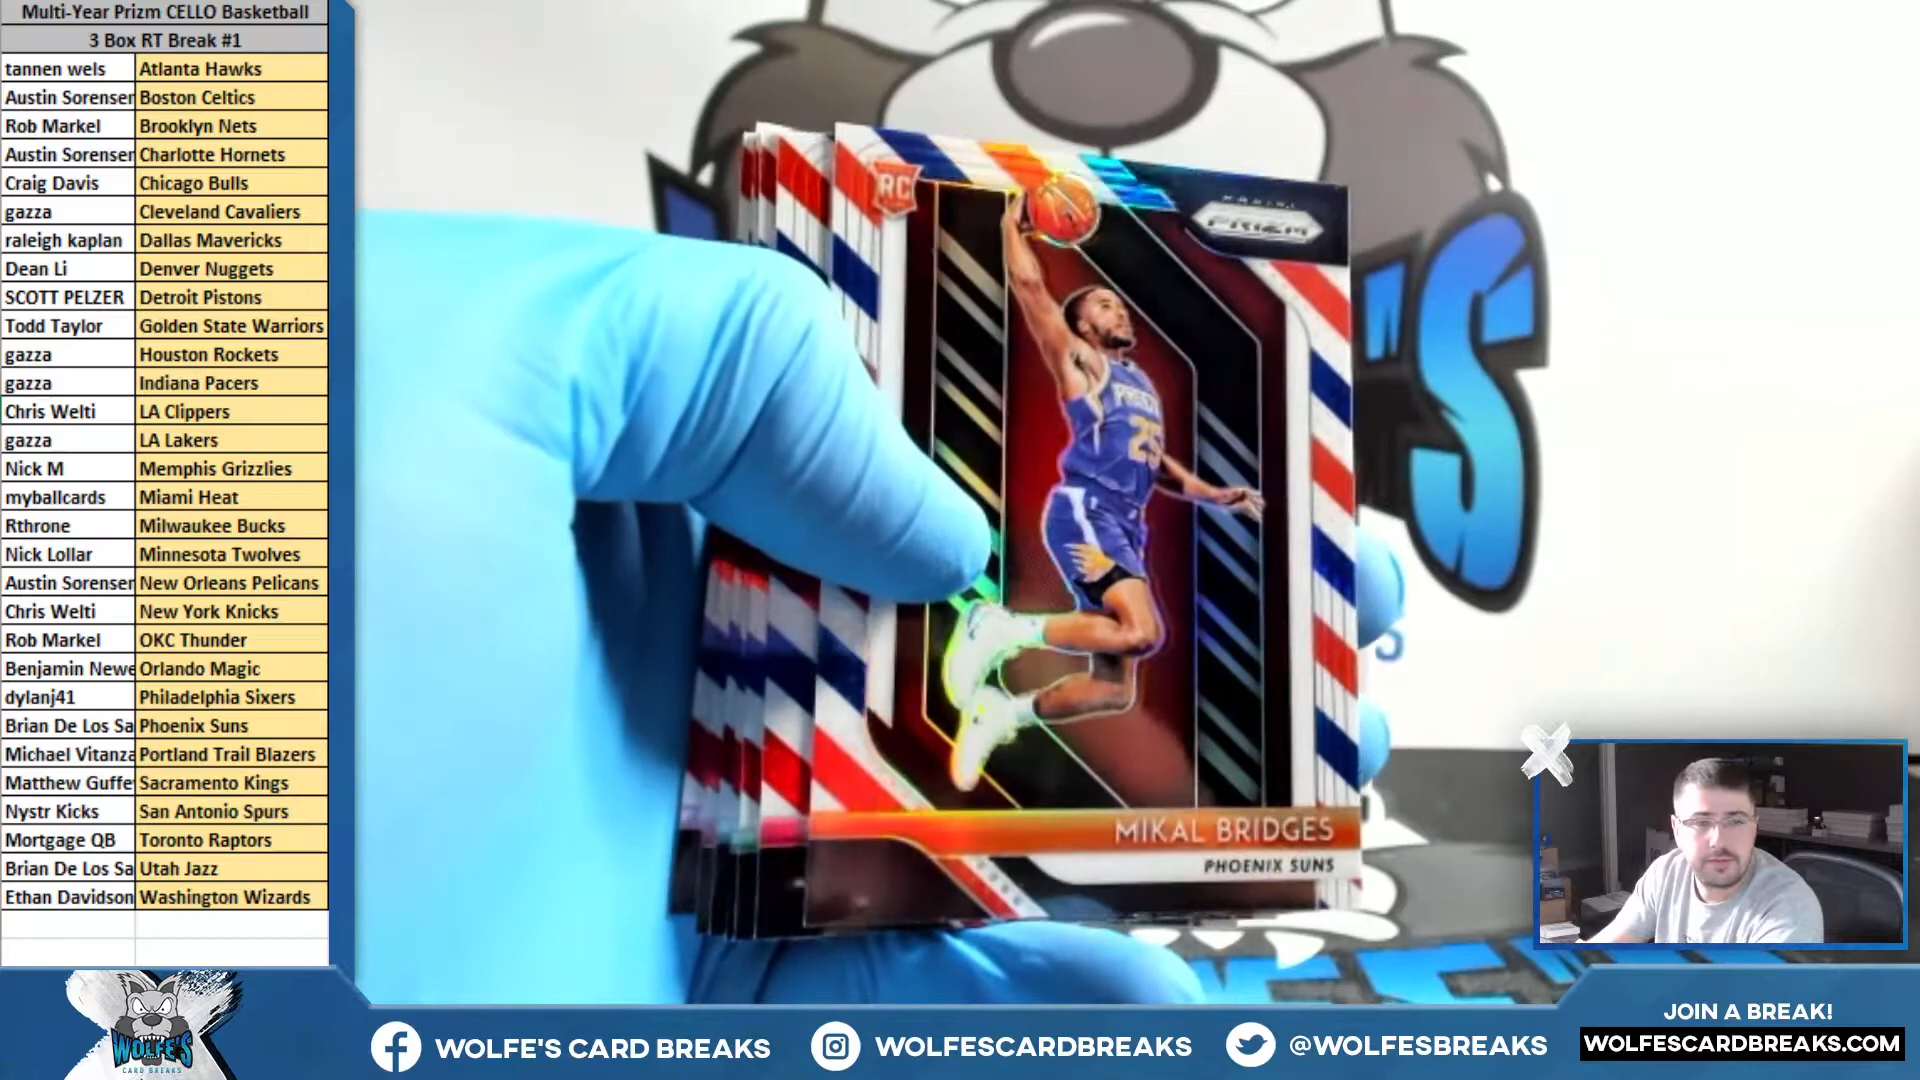 Multi-Year Prizm CELLO Basketball
3 Box RT Break #1
tannen wels Atlanta Hawks
Austin Sorenser Boston Celtics
Rob Markel Brooklyn Nets
Austin Sorenser Charlotte Hornets
Craig Davis Chicago Bulls
gazza Cleveland Cavaliers
raleigh kaplan Dallas Mavericks
Dean Li Denver Nuggets
SCOTT PELZER Detroit Pistons
Todd Taylor Golden State Warriors
gazza Houston Rockets
gazza Indiana Pacers
Chris Welti LA Clippers
gazza LA Lakers
Nick M Memphis Grizzlies
myballcards Miami Heat
Rthrone Milwaukee Bucks
Nick Lollar Minnesota Twolves
Austin Sorenser New Orleans Pelicans
Chris Welti New York Knicks
Rob Markel OKC Thunder
Benjamin Newe Orlando Magic
dylanj41 Philadelphia Sixers
Brian De Los Sa Phoenix Suns
Michael Vitanza Portland Trail Blazers
Matthew Guffe Sacramento Kings
Nystr Kicks San Antonio Spurs
Mortgage QB Toronto Raptors
Brian De Los Sa Utah Jazz
Ethan Davidson Washington Wizards
RC
PANINI
PRIZM
25
MIKAL BRIDGES
PHOENIX SUNS
'S
WOLFE'S
CARD BREAKS
WOLFE'S CARD BREAKS
WOLFESCARDBREAKS
@WOLFESBREAKS
JOIN A BREAK!
WOLFESCARDBREAKS.COM